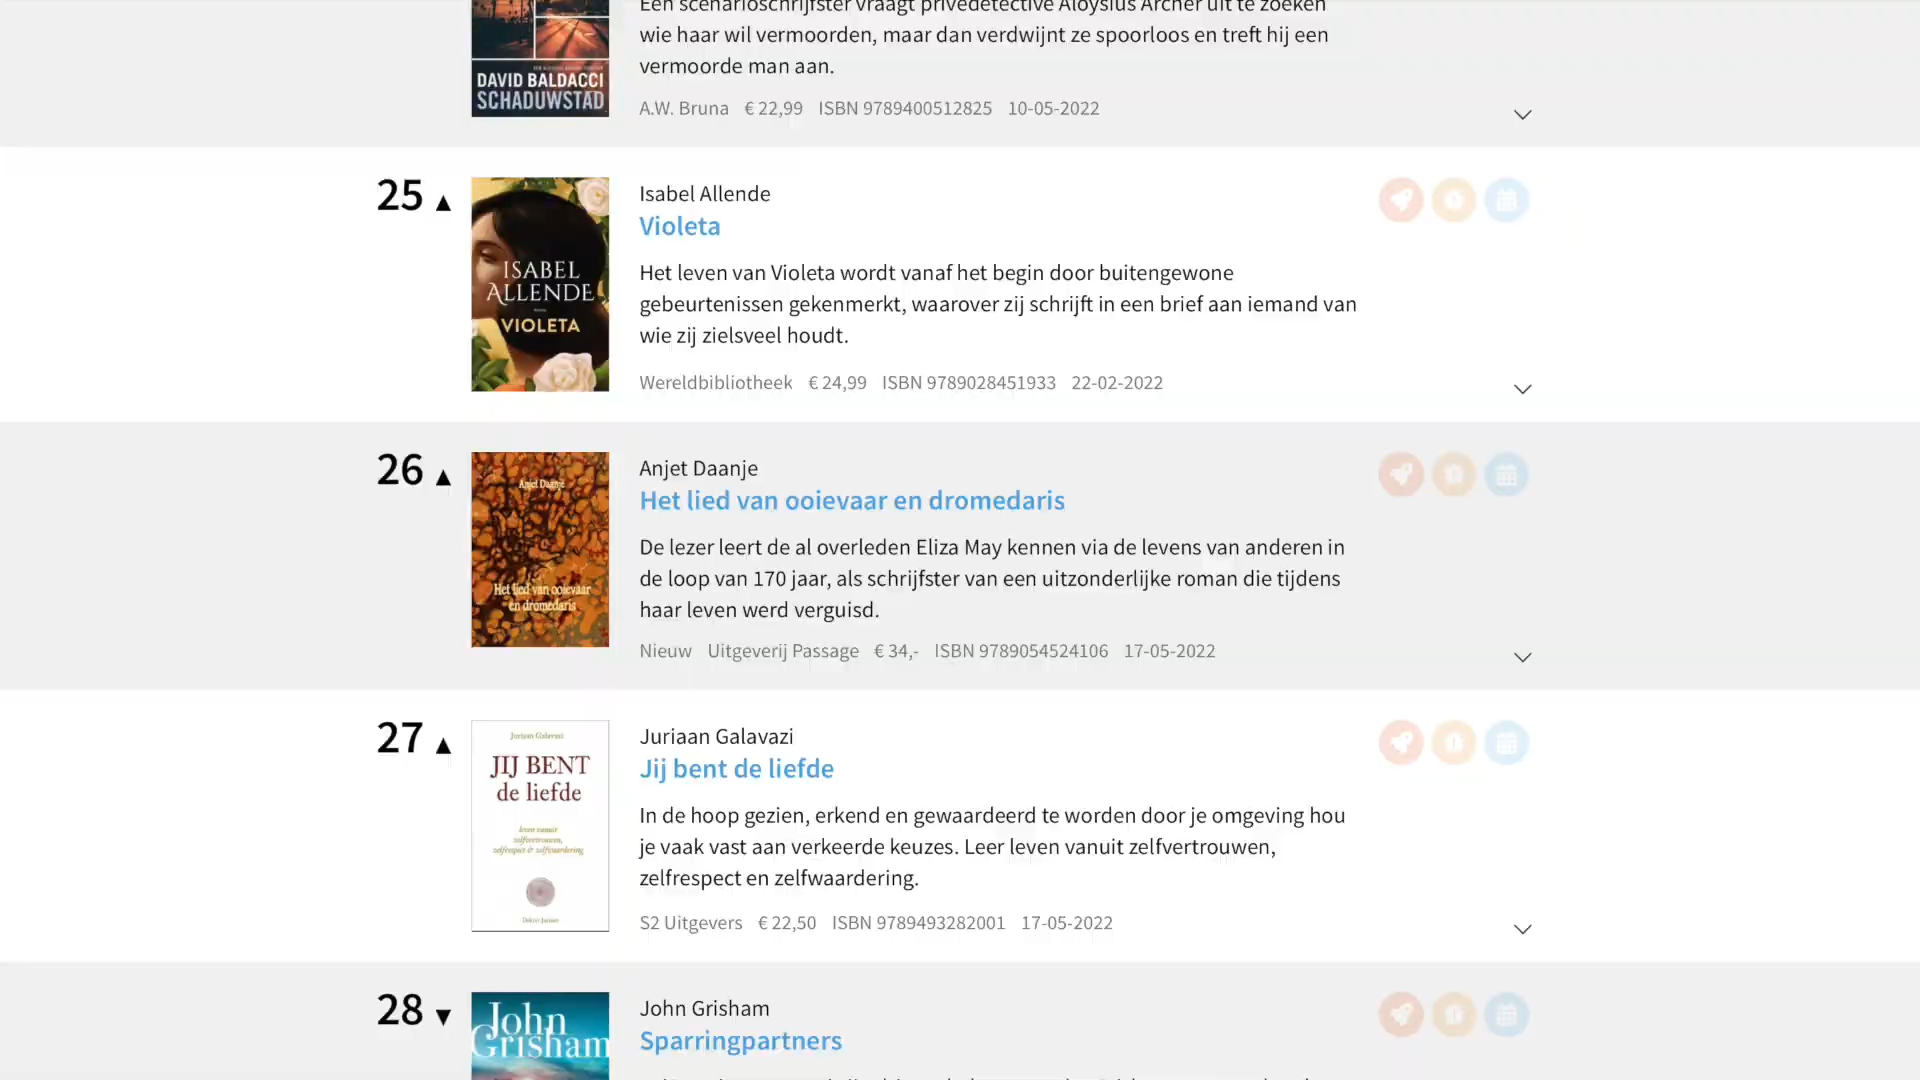 Een scenarioschrijfster vraagt privédetective Aloysius Archer uit te zoeken
wie haar wil vermoorden, maar dan verdwijnt ze spoorloos en treft hij een
vermoorde man aan.
DAVID BALDACCI
SCHADUWSTAD
A.W. Bruna € 22,99 ISBN 9789400512825 10-05-2022
25 ▲
ISABEL
ALLENDE
VIOLETA
Isabel Allende
Violeta
Het leven van Violeta wordt vanaf het begin door buitengewone
gebeurtenissen gekenmerkt, waarover zij schrijft in een brief aan iemand van
wie zij zielsveel houdt.
Wereldbibliotheek € 24,99 ISBN 9789028451933 22-02-2022
26 ▲
Anjet Daanje
Het lied van ooievaar
en dromedaris
Anjet Daanje
Het lied van ooievaar en dromedaris
De lezer leert de al overleden Eliza May kennen via de levens van anderen in
de loop van 170 jaar, als schrijfster van een uitzonderlijke roman die tijdens
haar leven werd verguisd.
Nieuw Uitgeverij Passage € 34,- ISBN 9789054524106 17-05-2022
27 ▲
Juriaan Galavazi
JIJ BENT
de liefde
leven vanuit
zelfvertrouwen,
zelfrespect & zelfwaardering
Juriaan Galavazi
Jij bent de liefde
In de hoop gezien, erkend en gewaardeerd te worden door je omgeving hou
je vaak vast aan verkeerde keuzes. Leer leven vanuit zelfvertrouwen,
zelfrespect en zelfwaardering.
S2 Uitgevers € 22,50 ISBN 9789493282001 17-05-2022
28 ▼
John
Grisham
John Grisham
Sparringpartners